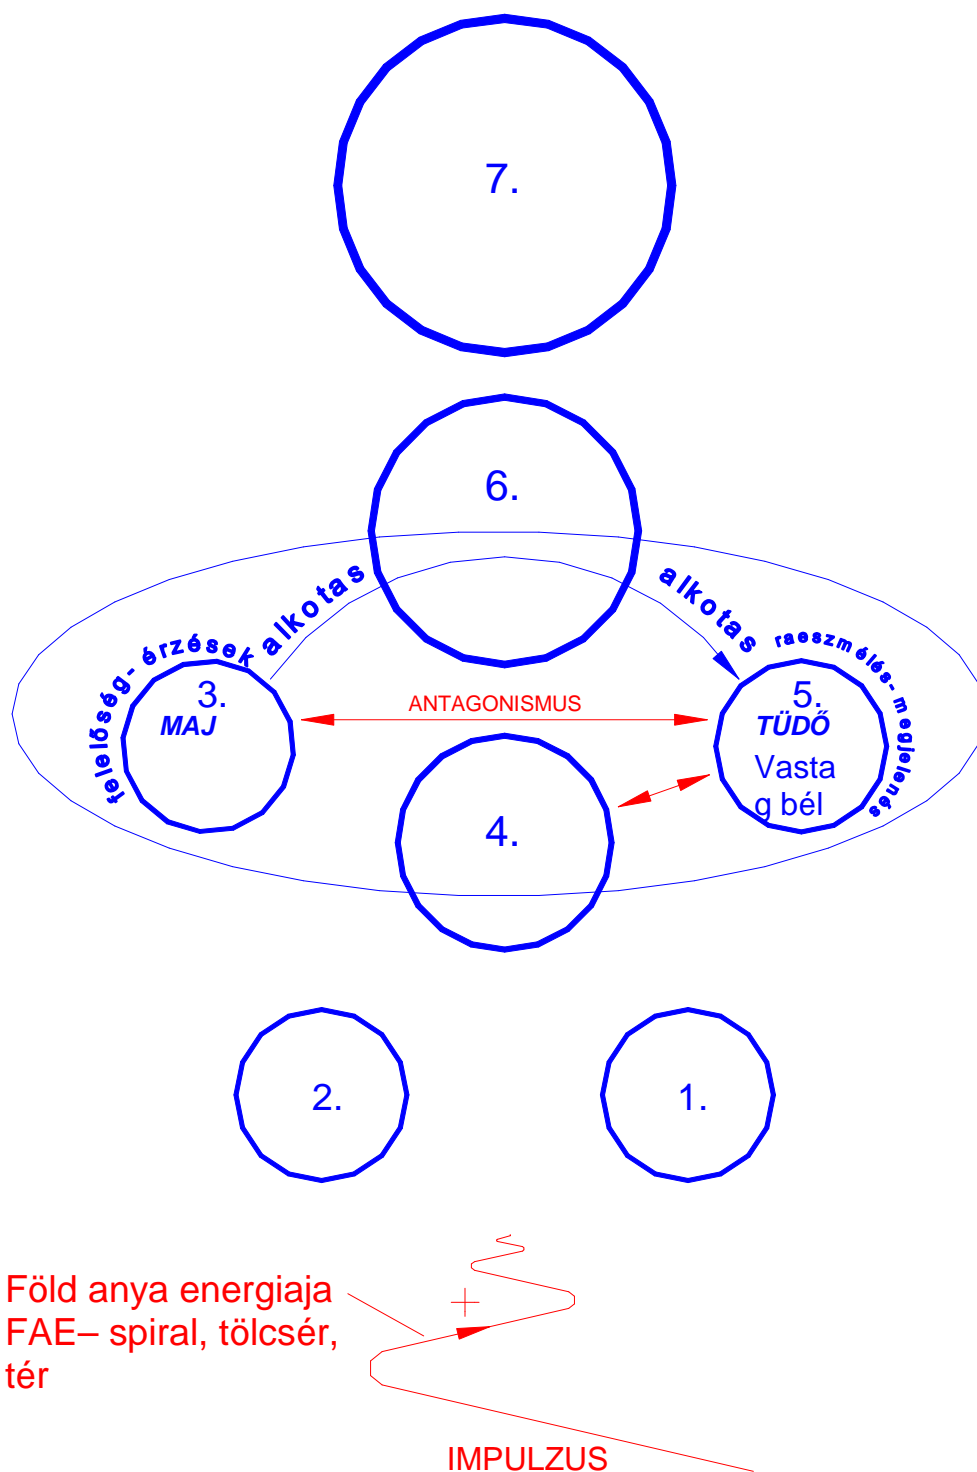 7.
6.
alkotas
alkotas
felelőség- érzések
raeszmélés- megjelenés
3.
MAJ
ANTAGONISMUS
5.
TÜDŐ
Vasta
g bél
4.
2.
1.
Föld anya energiaja
FAE– spiral, tölcsér,
tér
IMPULZUS